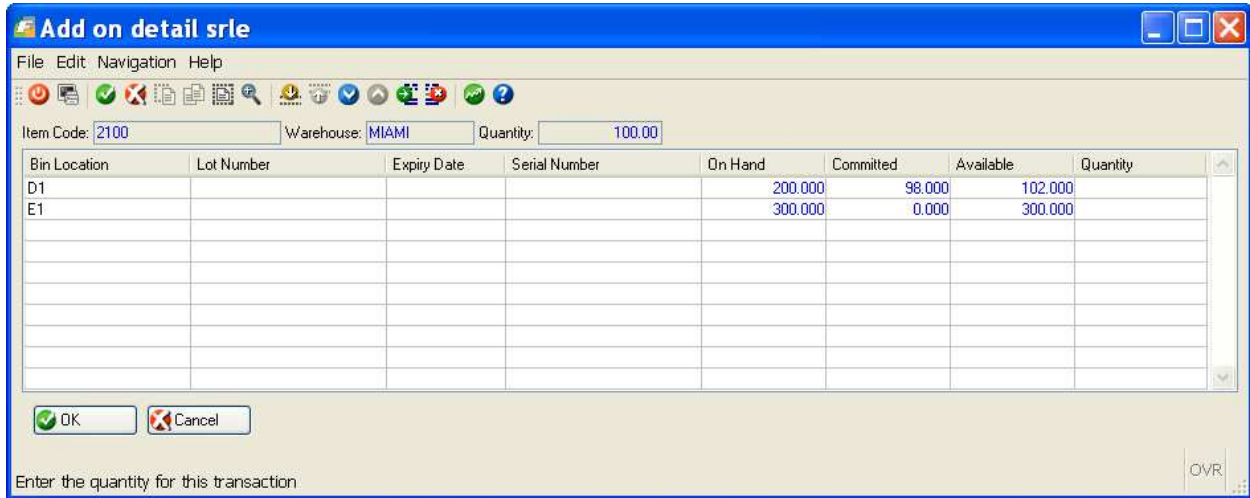 Add on detail srle
File Edit Navigation Help
Item Code: 2100 Warehouse: MIAMI Quantity: 100.00
Bin Location Lot Number Expiry Date Serial Number On Hand Committed Available Quantity
D1 200.000 98.000 102.000
E1 300.000 0.000 300.000
OK Cancel
Enter the quantity for this transaction OVR